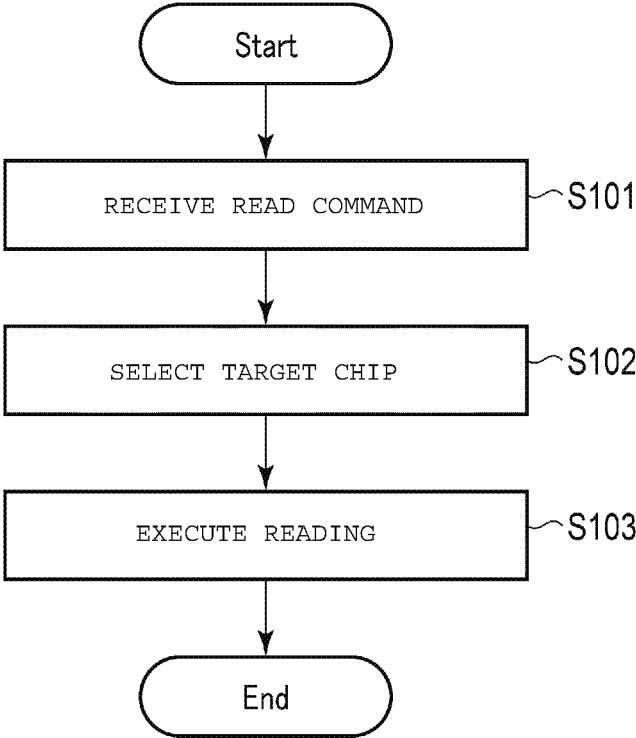 Start
RECEIVE READ COMMAND
S101
SELECT TARGET CHIP
S102
EXECUTE READING
S103
End